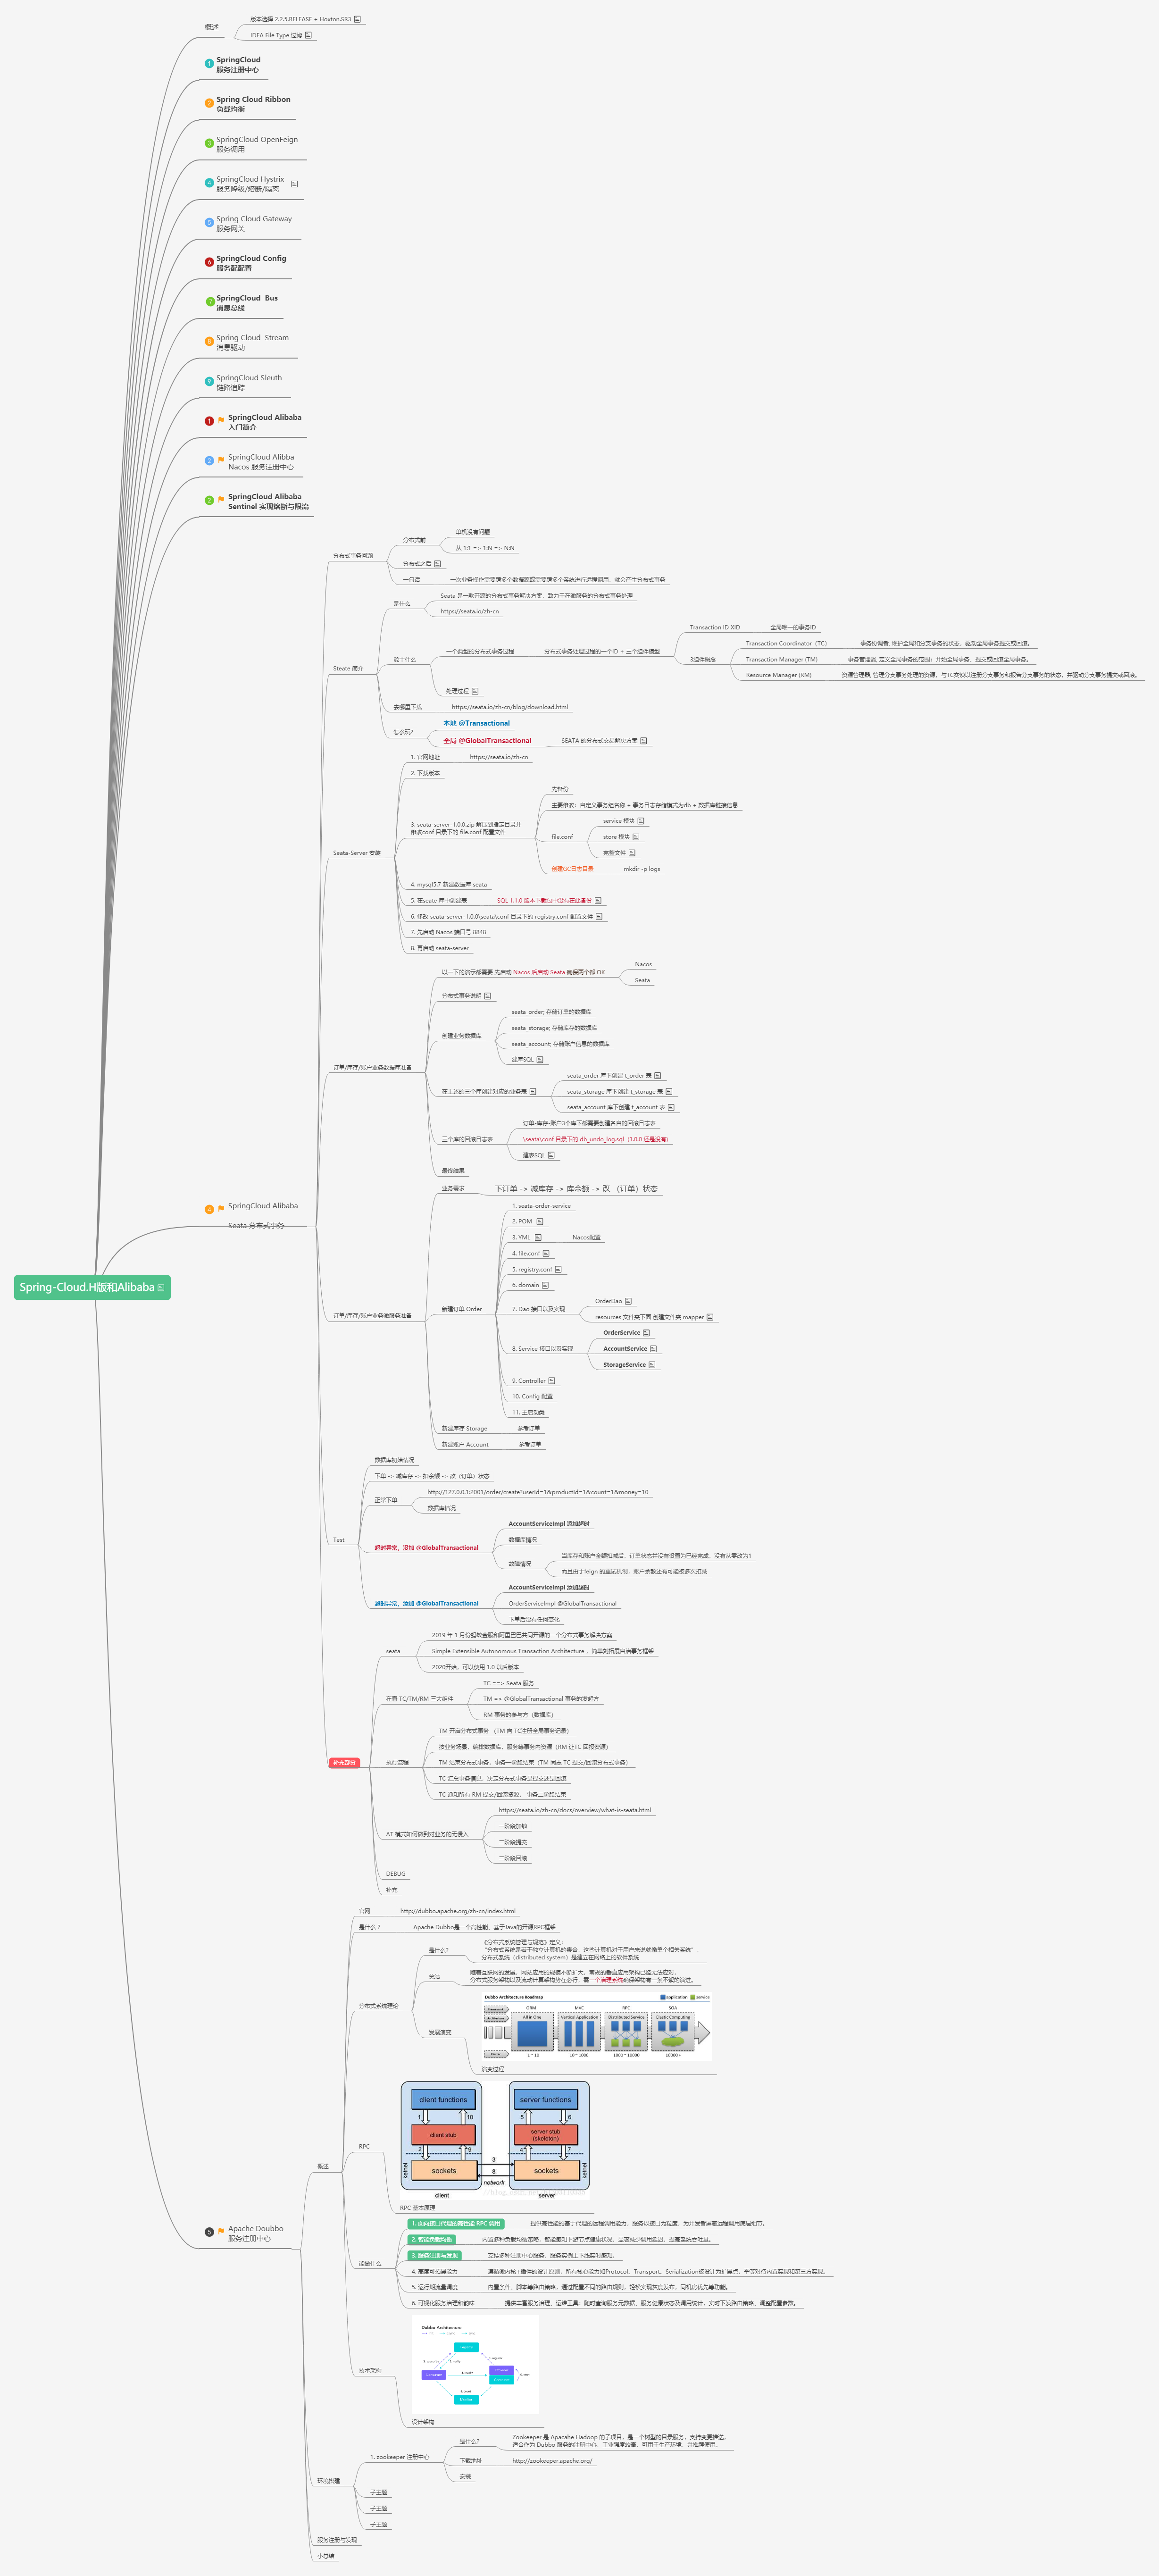 概述
版本选择 2.2.5.RELEASE + Hoxton.SR3
IDEA File Type 过滤
1
SpringCloud
服务注册中心
2
Spring Cloud Ribbon
负载均衡
3
SpringCloud OpenFeign
服务调用
4
SpringCloud Hystrix
服务降级/熔断/隔离
5
Spring Cloud Gateway
服务网关
6
SpringCloud Config
服务配配置
7
SpringCloud  Bus
消息总线
8
Spring Cloud  Stream
消息驱动
9
SpringCloud Sleuth
链路追踪
1
SpringCloud Alibaba
入门简介
2
SpringCloud Alibba
Nacos 服务注册中心
3
SpringCloud Alibaba
Sentinel 实现熔断与限流
Spring-Cloud.H版和Alibaba
4
SpringCloud Alibaba
Seata 分布式事务
分布式事务问题
分布式前
单机没有问题
从 1:1 => 1:N => N:N
分布式之后
一句话
一次业务操作需要跨多个数据源或需要跨多个系统进行远程调用，就会产生分布式事务
Steate 简介
是什么
Seata 是一款开源的分布式事务解决方案，致力于在微服务的分布式事务处理
https://seata.io/zh-cn
能干什么
一个典型的分布式事务过程
分布式事务处理过程的一个ID + 三个组件模型
Transaction ID XID
全局唯一的事务ID
3组件概念
Transaction Coordinator（TC）
事务协调者, 维护全局和分支事务的状态，驱动全局事务提交或回滚。
Transaction Manager (TM)
事务管理器, 定义全局事务的范围：开始全局事务、提交或回滚全局事务。
Resource Manager (RM)
资源管理器, 管理分支事务处理的资源，与TC交谈以注册分支事务和报告分支事务的状态，并驱动分支事务提交或回滚。
处理过程
去哪里下载
https://seata.io/zh-cn/blog/download.html
怎么玩?
本地 @Transactional
全局 @GlobalTransactional
SEATA 的分布式交易解决方案
Seata-Server 安装
1. 官网地址
https://seata.io/zh-cn
2. 下载版本
3. seata-server-1.0.0.zip 解压到指定目录并
修改conf 目录下的 file.conf 配置文件
先备份
主要修改：自定义事务组名称 + 事务日志存储模式为db + 数据库链接信息
file.conf
service 模块
store 模块
完整文件
创建GC日志目录
mkdir -p logs
4. mysql5.7 新建数据库 seata
5. 在seate 库中创建表
SQL 1.1.0 版本下载包中没有在此备份
6. 修改 seata-server-1.0.0\seata\conf 目录下的 registry.conf 配置文件
7. 先启动 Nacos 端口号 8848
8. 再启动 seata-server
订单/库存/账户业务数据库准备
以一下的演示都需要 先启动 Nacos 后启动 Seata 确保两个都 OK
Nacos
Seata
分布式事务说明
创建业务数据库
seata_order; 存储订单的数据库
seata_storage; 存储库存的数据库
seata_account; 存储账户信息的数据库
建库SQL
在上述的三个库创建对应的业务表
seata_order 库下创建 t_order 表
seata_storage 库下创建 t_storage 表
seata_account 库下创建 t_account 表
三个库的回滚日志表
订单-库存-账户3个库下都需要创建各自的回滚日志表
\seata\conf 目录下的 db_undo_log.sql（1.0.0 还是没有）
建表SQL
最终结果
订单/库存/账户业务微服务准备
业务需求
下订单 -> 减库存 -> 库余额 -> 改 （订单）状态
新建订单 Order
1. seata-order-service
2. POM
3. YML
Nacos配置
4. file.conf
5. registry.conf
6. domain
7. Dao 接口以及实现
OrderDao
resources 文件夹下面 创建文件夹 mapper
8. Service 接口以及实现
OrderService
AccountService
StorageService
9. Controller
10. Config 配置
11. 主启动类
新建库存 Storage
参考订单
新建账户 Account
参考订单
Test
数据库初始情况
下单 -> 减库存 -> 扣余额 -> 改（订单）状态
正常下单
http://127.0.0.1:2001/order/create?userId=1&productId=1&count=1&money=10
数据库情况
超时异常、没加 @GlobalTransactional
AccountServiceImpl 添加超时
数据库情况
故障情况
当库存和账户金额扣减后，订单状态并没有设置为已经完成，没有从零改为1
而且由于feign 的重试机制，账户余额还有可能被多次扣减
超时异常、添加 @GlobalTransactional
AccountServiceImpl 添加超时
OrderServiceImpl @GlobalTransactional
下单后没有任何变化
补充部分
seata
2019 年 1 月份蚂蚁金服和阿里巴巴共同开源的一个分布式事务解决方案
Simple Extensible Autonomous Transaction Architecture ，简单刻拓展自治事务框架
2020开始，可以使用 1.0 以后版本
在看 TC/TM/RM 三大组件
TC ==> Seata 服务
TM => @GlobalTransactional 事务的发起方
RM 事务的参与方（数据库）
执行流程
TM 开启分布式事务 （TM 向 TC注册全局事务记录）
按业务场景，编排数据库、服务等事务内资源（RM 让TC 回报资源）
TM 结束分布式事务，事务一阶段结束（TM 同志 TC 提交/回滚分布式事务）
TC 汇总事务信息，决定分布式事务是提交还是回滚
TC 通知所有 RM 提交/回滚资源， 事务二阶段结束
AT 模式如何做到对业务的无侵入
https://seata.io/zh-cn/docs/overview/what-is-seata.html
一阶段加载
二阶段提交
二阶段回滚
DEBUG
补充
5
Apache Doubbo
服务注册中心
概述
官网
http://dubbo.apache.org/zh-cn/index.html
是什么 ?
Apache Dubbo是一个高性能、基于Java的开源RPC框架
分布式系统理论
是什么?
《分布式系统管理与规范》定义：
“分布式系统是若干独立计算机的集合，这些计算机对于用户来说就像单个相关系统”，
分布式系统（distributed system）是建立在网络上的软件系统
总结
随着互联网的发展，网站应用的规模不断扩大，常规的垂直应用架构已经无法应对，
分布式服务架构以及流动计算架构势在必行，需一个治理系统确保架构有一条不紊的演进。
发展演变
Dubbo Architecture Roadmap
application
service
Framework
ORM
MVC
RPC
SOA
Architecture
All in One
Vertical Application
Distributed Service
Elastic Computing
Cluster
1 ~ 10
10 ~ 1000
1000 ~ 10000
10000 +
演变过程
RPC
client functions
server functions
1
10
5
6
client stub
server stub
(skeleton)
2
9
4
7
kernel
sockets
3
8
network
sockets
kernel
client
server
RPC 基本原理
能做什么
1. 面向接口代理的高性能 RPC 调用
提供高性能的基于代理的远程调用能力，服务以接口为粒度，为开发者屏蔽远程调用底层细节。
2. 智能负载均衡
内置多种负载均衡策略，智能感知下游节点健康状况，显著减少调用延迟，提高系统吞吐量。
3. 服务注册与发现
支持多种注册中心服务，服务实例上下线实时感知。
4. 高度可拓展能力
遵循微内核+插件的设计原则，所有核心能力如Protocol、Transport、Serialization被设计为扩展点，平等对待内置实现和第三方实现。
5. 运行期流量调度
内置条件、脚本等路由策略，通过配置不同的路由规则，轻松实现灰度发布，同机房优先等功能。
6. 可视化服务治理和韵味
提供丰富服务治理、运维工具：随时查询服务元数据、服务健康状态及调用统计，实时下发路由策略、调整配置参数。
技术架构
Dubbo Architecture
Registry
Consumer
Provider
Container
Monitor
设计架构
环境搭建
1. zookeeper 注册中心
是什么?
Zookeeper 是 Apacahe Hadoop 的子项目，是一个树型的目录服务，支持变更推送，
适合作为 Dubbo 服务的注册中心，工业强度较高，可用于生产环境，并推荐使用。
下载地址
http://zookeeper.apache.org/
安装
子主题
子主题
子主题
服务注册与发现
小总结